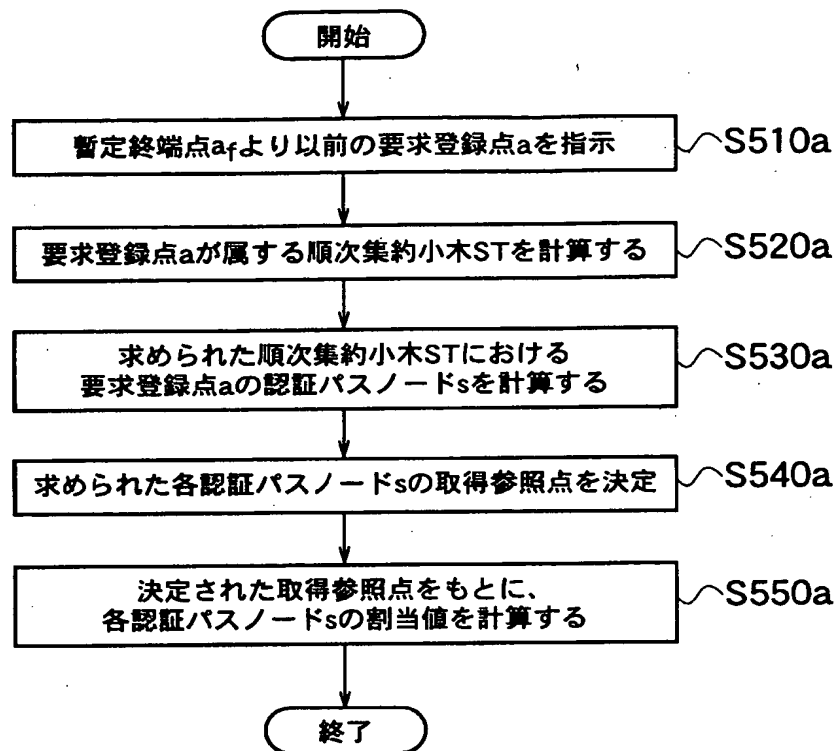 開始
暫定終端点afより以前の要求登録点aを指示
S510a
要求登録点aが属する順次集約小木STを計算する
S520a
求められた順次集約小木STにおける
要求登録点aの認証パスノードsを計算する
S530a
求められた各認証パスノードsの取得参照点を決定
S540a
決定された取得参照点をもとに、
各認証パスノードsの割当値を計算する
S550a
終了